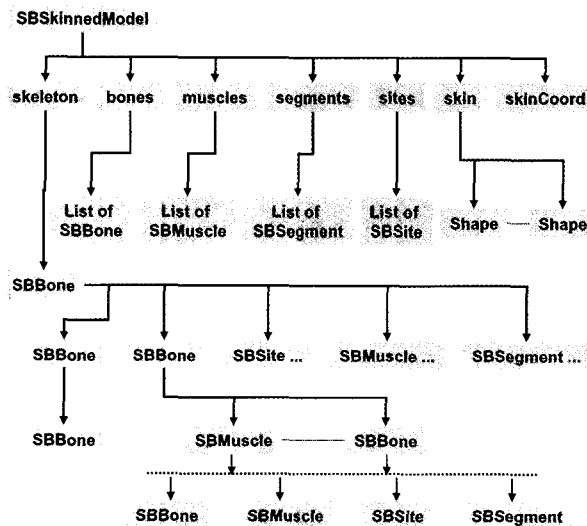 SBSkinnedModel
skeleton bones muscles segments sites skin skinCoord
List of SBBone List of SBMuscle List of SBSegment List of SBSite Shape Shape
SBBone
SBBone SBBone SBSite ... SBMuscle ... SBSegment ...
SBBone SBMuscle SBBone
SBBone SBMuscle SBSite SBSegment